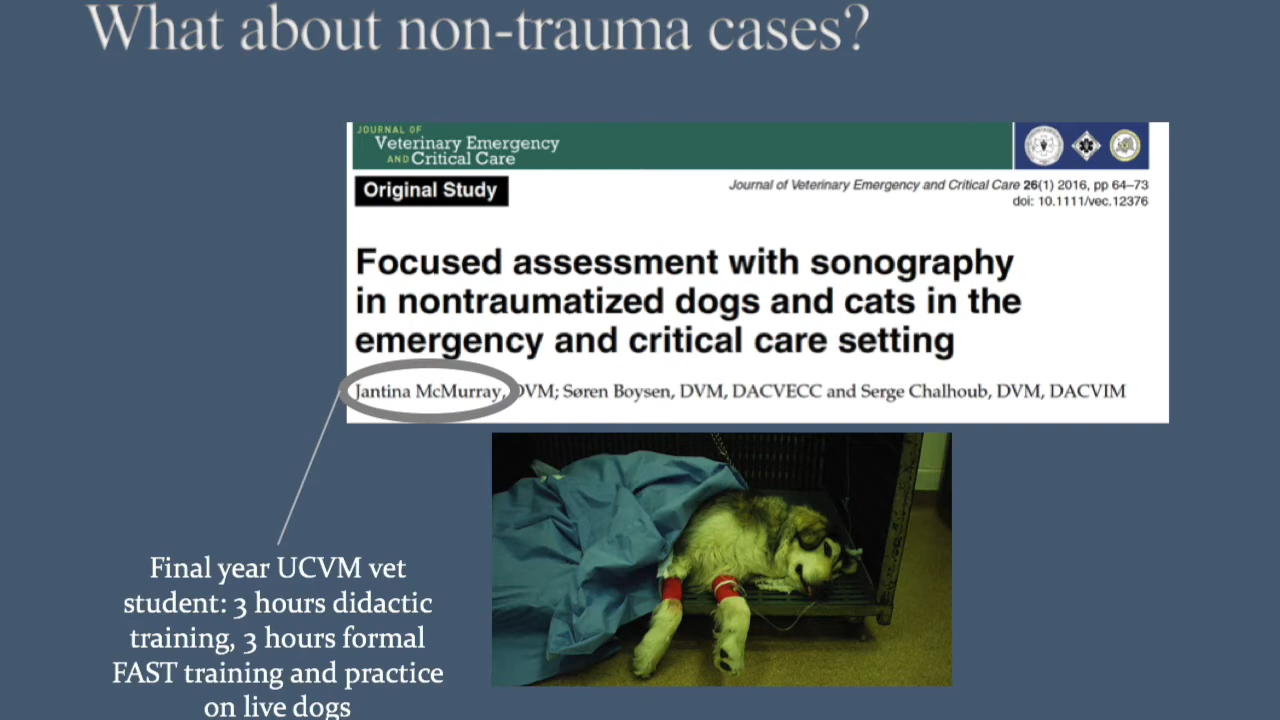 What about non-trauma cases?
JOURNAL OF
Veterinary Emergency
AND Critical Care
Original Study
Journal of Veterinary Emergency and Critical Care 26(1) 2016, pp 64–73
doi: 10.1111/vec.12376
Focused assessment with sonography
in nontraumatized dogs and cats in the
emergency and critical care setting
Jantina McMurray, DVM; Søren Boysen, DVM, DACVECC and Serge Chalhoub, DVM, DACVIM
Final year UCVM vet
student: 3 hours didactic
training, 3 hours formal
FAST training and practice
on live dogs